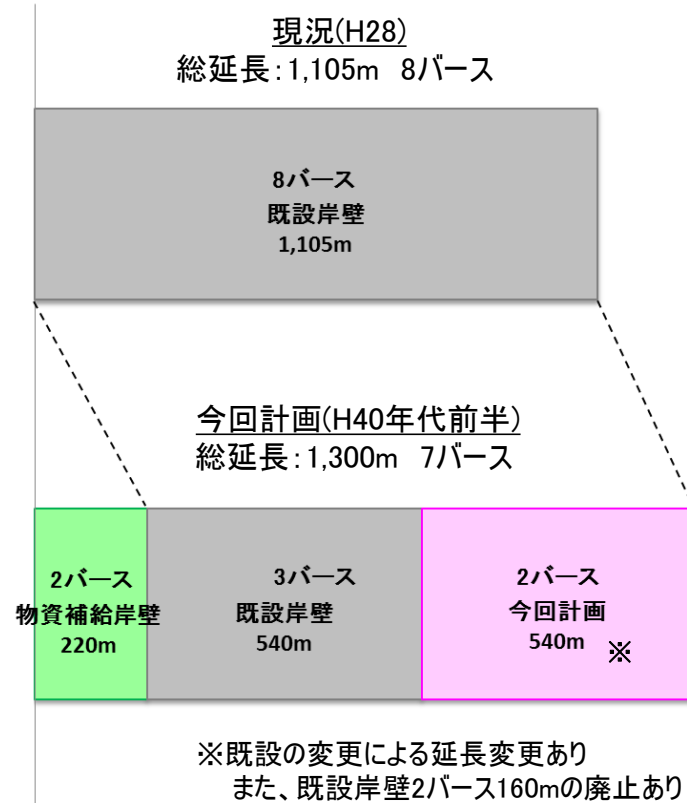 現況(H28)
総延長：1,105m 8バース
8バース
既設岸壁
1,105m
今回計画(H40年代前半)
総延長：1,300m 7バース
2バース
物資補給岸壁
220m
3バース
既設岸壁
540m
2バース
今回計画
540m ※
※既設の変更による延長変更あり
また、既設岸壁2バース160mの廃止あり